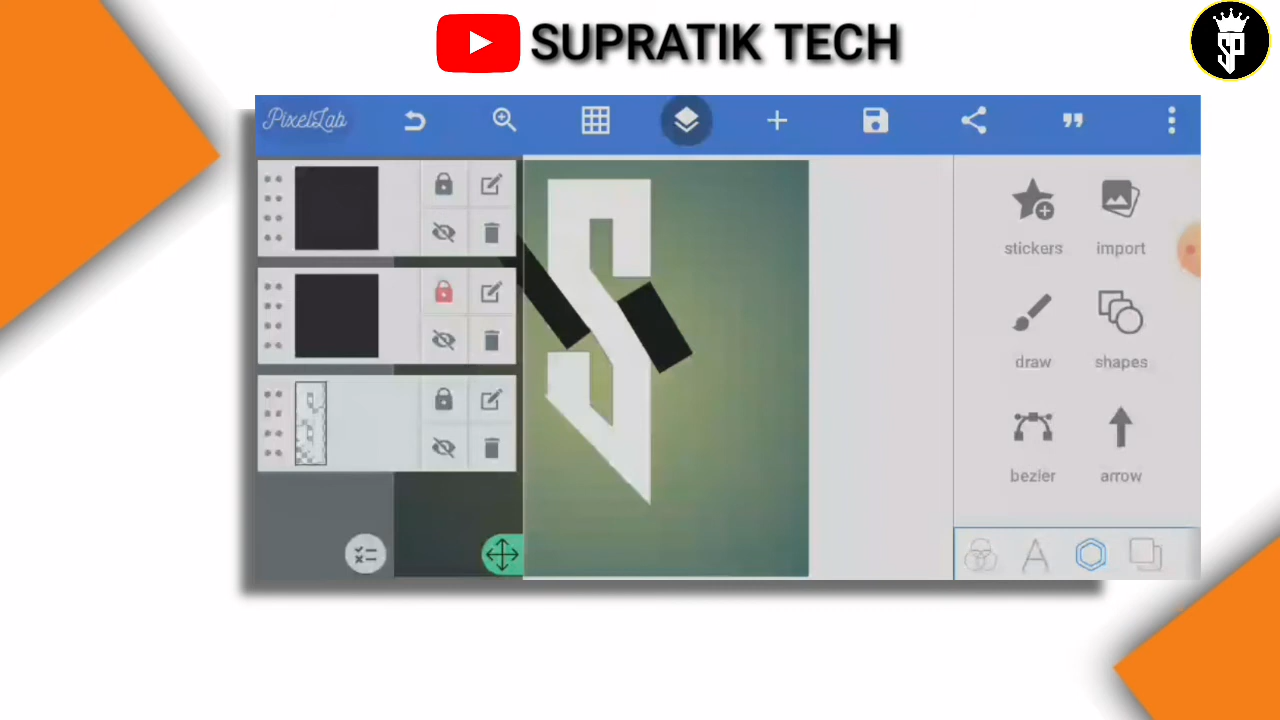 SUPRATIK TECH
PixelLab
stickers
import
draw
shapes
bezier
arrow